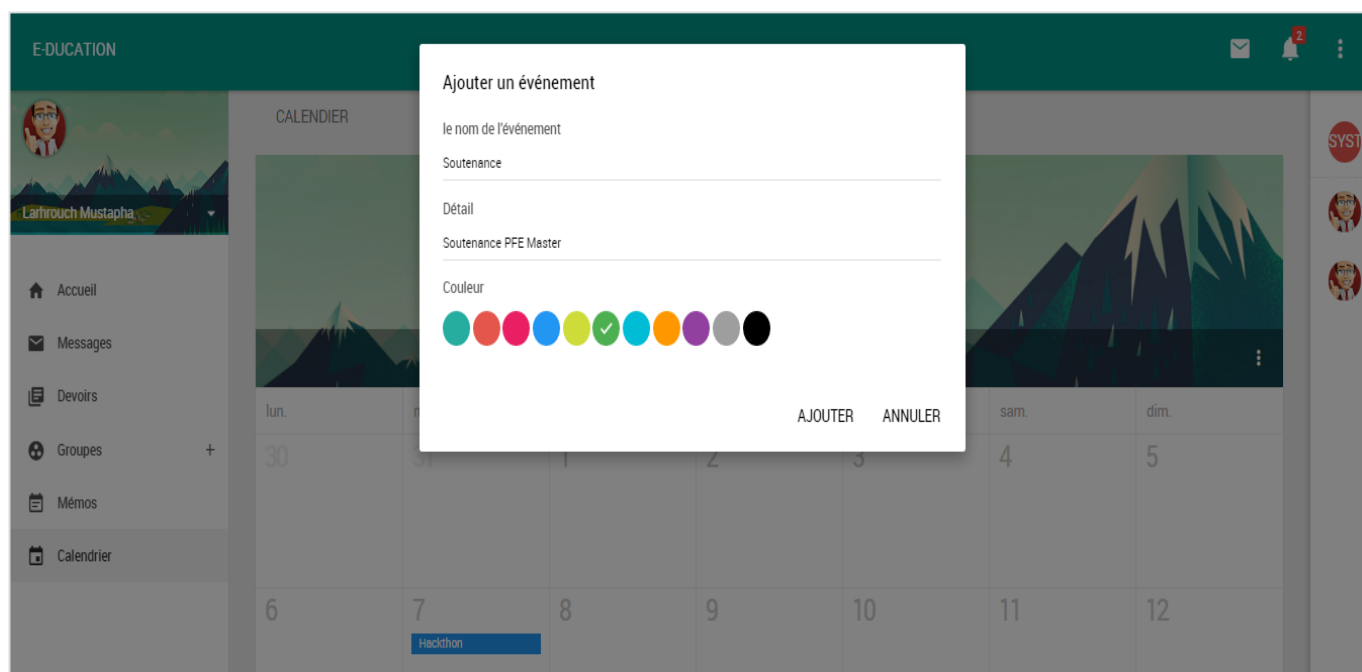 E-DUCATION
2
Larhrouch Mustapha
Accueil
Messages
Devoirs
Groupes +
Mémos
Calendrier
CALENDIER
Ajouter un événement
le nom de l'événement
Soutenance
Détail
Soutenance PFE Master
Couleur
AJOUTER ANNULER
lun. sam. dim.
30 31 1 2 3 4 5
6 7 8 9 10 11 12
Hackthon
SYST